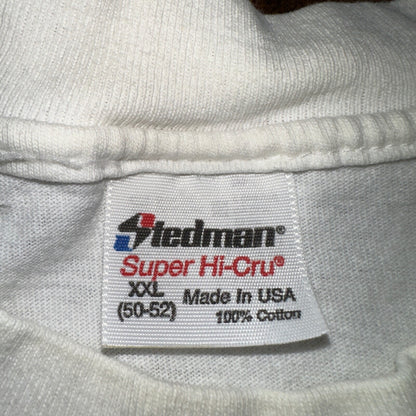 Stedman®
Super Hi-Cru®
XXL Made In USA
(50-52) 100% Cotton